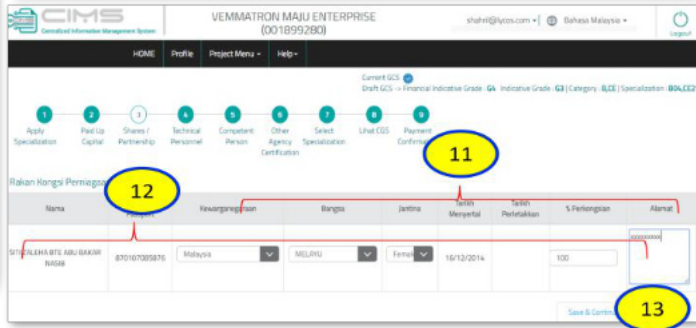 CIMS
Centralized Information Management System
VEMMATRON MAJU ENTERPRISE
(001899280)
shahril@lycos.com
Bahasa Malaysia
Logout
HOME Profile Project Menu Help
Current GCS
Draft GCS -> Financial Indicative Grade : G4 Indicative Grade : G3 | Category : B,CE | Specialization : B04,CE21
1 2 3 4 5 6 7 8 9
Apply Specialization
Paid Up Capital
Shares / Partnership
Technical Personnel
Competent Person
Other Agency Certification
Select Specialization
Lihat CGS
Payment
11
Rakan Kongsi Perniagaan
12
Nama Kewarganegaraan Bangsa Jantina Tarikh Menyertai Tarikh Perletakkan % Perkongsian Alamat
SITI ZALEHA BTE ABU BAKAR NASIB
870107085876 Malaysia MELAYU Femal 16/12/2014 100
Save & Contin
13